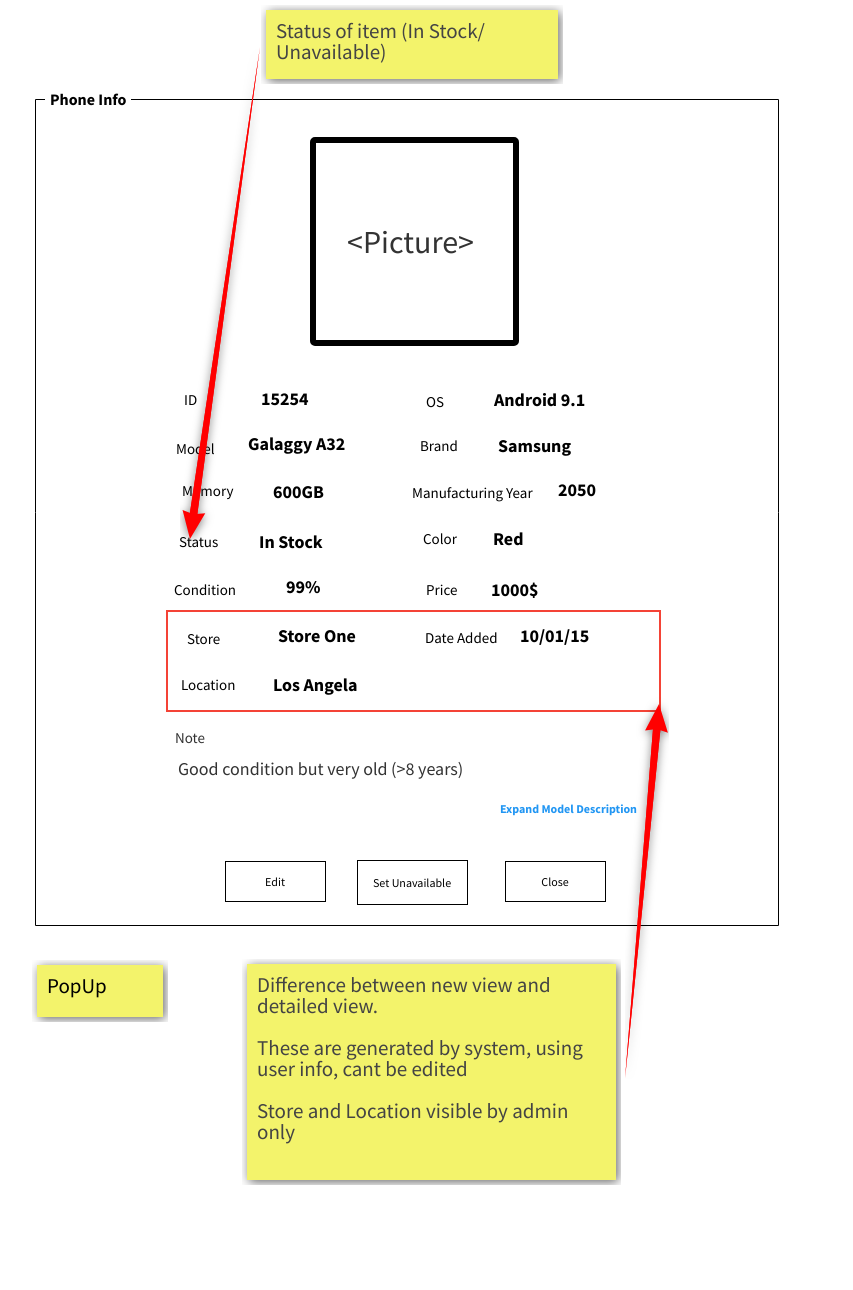 Status of item (In Stock/
Unavailable)
Phone Info
<Picture>
ID 15254 OS Android 9.1
Model Galaggy A32 Brand Samsung
Memory 600GB Manufacturing Year 2050
Status In Stock Color Red
Condition 99% Price 1000$
Store Store One Date Added 10/01/15
Location Los Angela
Note
Good condition but very old (>8 years)
Expand Model Description
Edit Set Unavailable Close
PopUp
Difference between new view and
detailed view.
These are generated by system, using
user info, cant be edited
Store and Location visible by admin
only